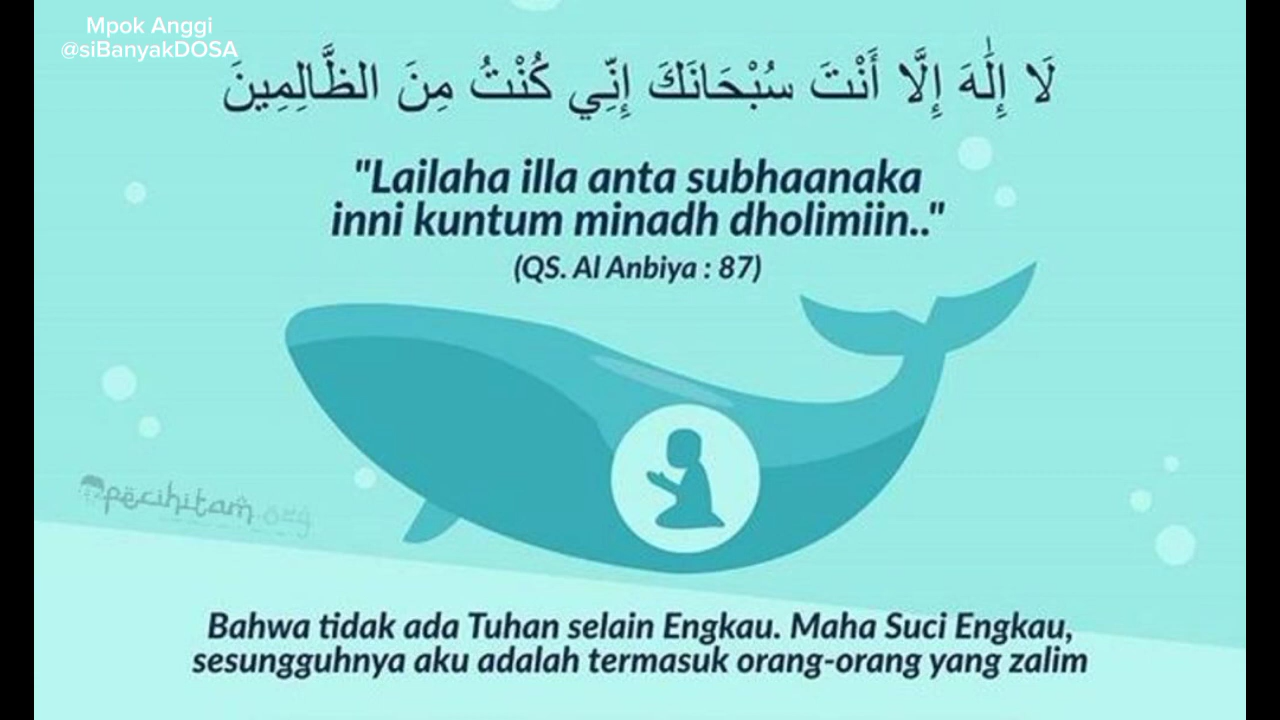 Mpok Anggi
@siBanyakDOSA
لَا إِلَٰهَ إِلَّا أَنْتَ سُبْحَانَكَ إِنِّي كُنْتُ مِنَ الظَّالِمِينَ
"Lailaha illa anta subhaanaka
inni kuntum minadh dholimiin.."
(QS. Al Anbiya : 87)
pëcihitam.org
Bahwa tidak ada Tuhan selain Engkau. Maha Suci Engkau,
sesungguhnya aku adalah termasuk orang-orang yang zalim